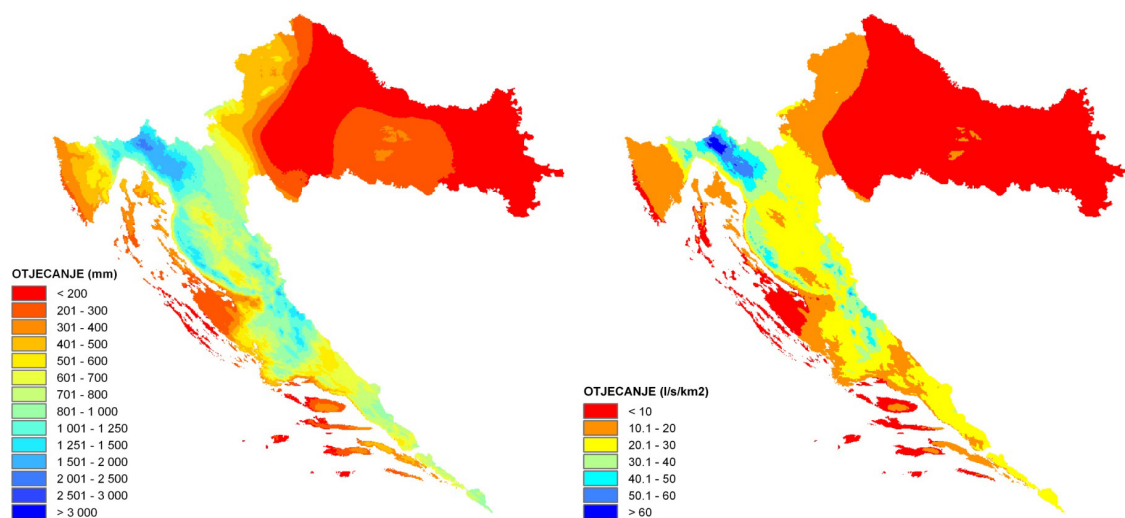 OTJECANJE (mm)
< 200
201 - 300
301 - 400
401 - 500
501 - 600
601 - 700
701 - 800
801 - 1 000
1 001 - 1 250
1 251 - 1 500
1 501 - 2 000
2 001 - 2 500
2 501 - 3 000
> 3 000
OTJECANJE (l/s/km2)
< 10
10.1 - 20
20.1 - 30
30.1 - 40
40.1 - 50
50.1 - 60
> 60